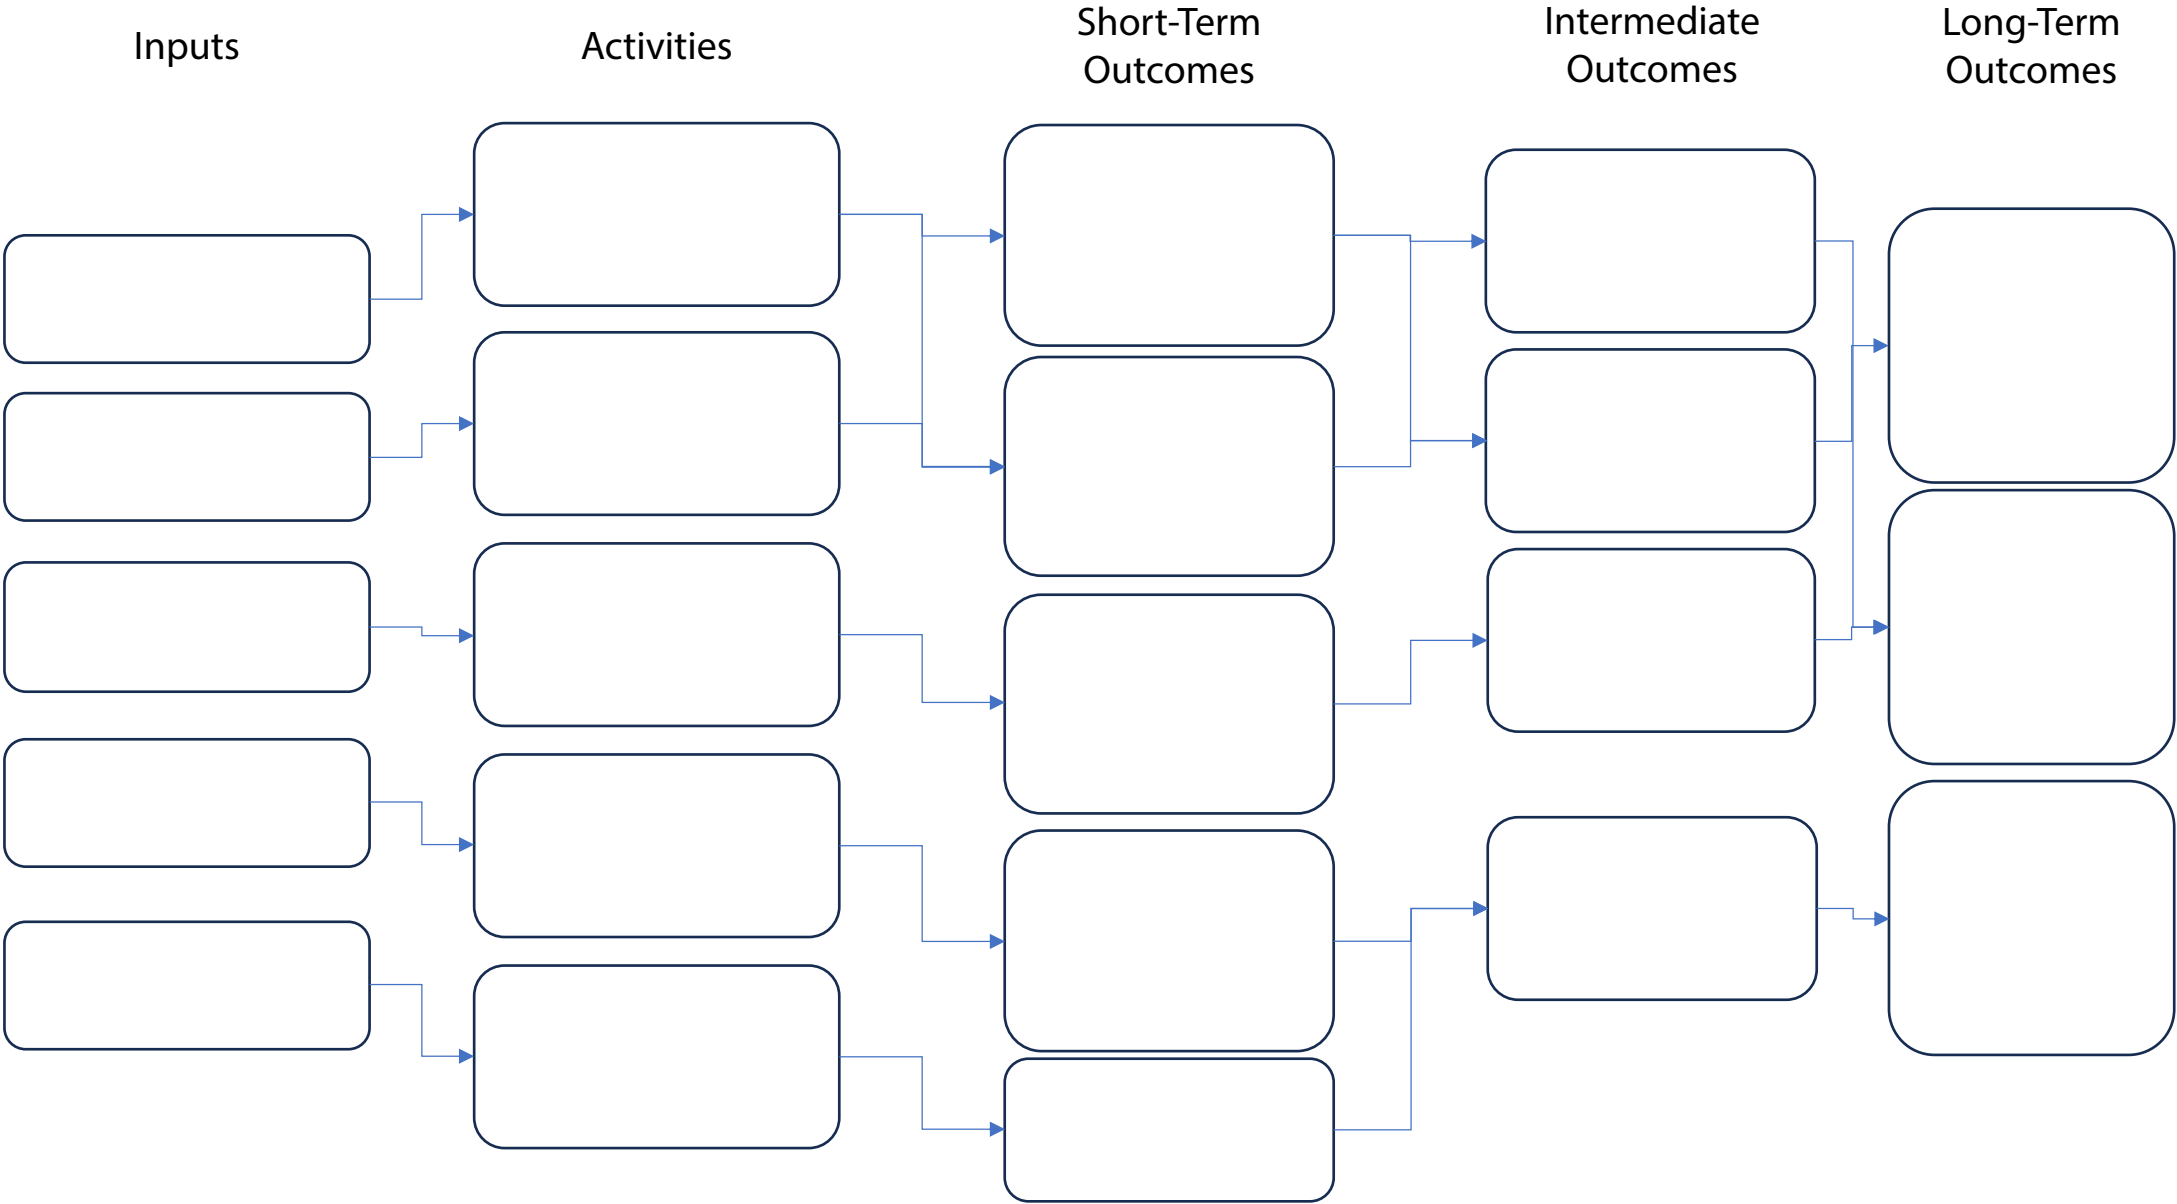 Inputs
Activities
Short-Term
Outcomes
Intermediate
Outcomes
Long-Term
Outcomes